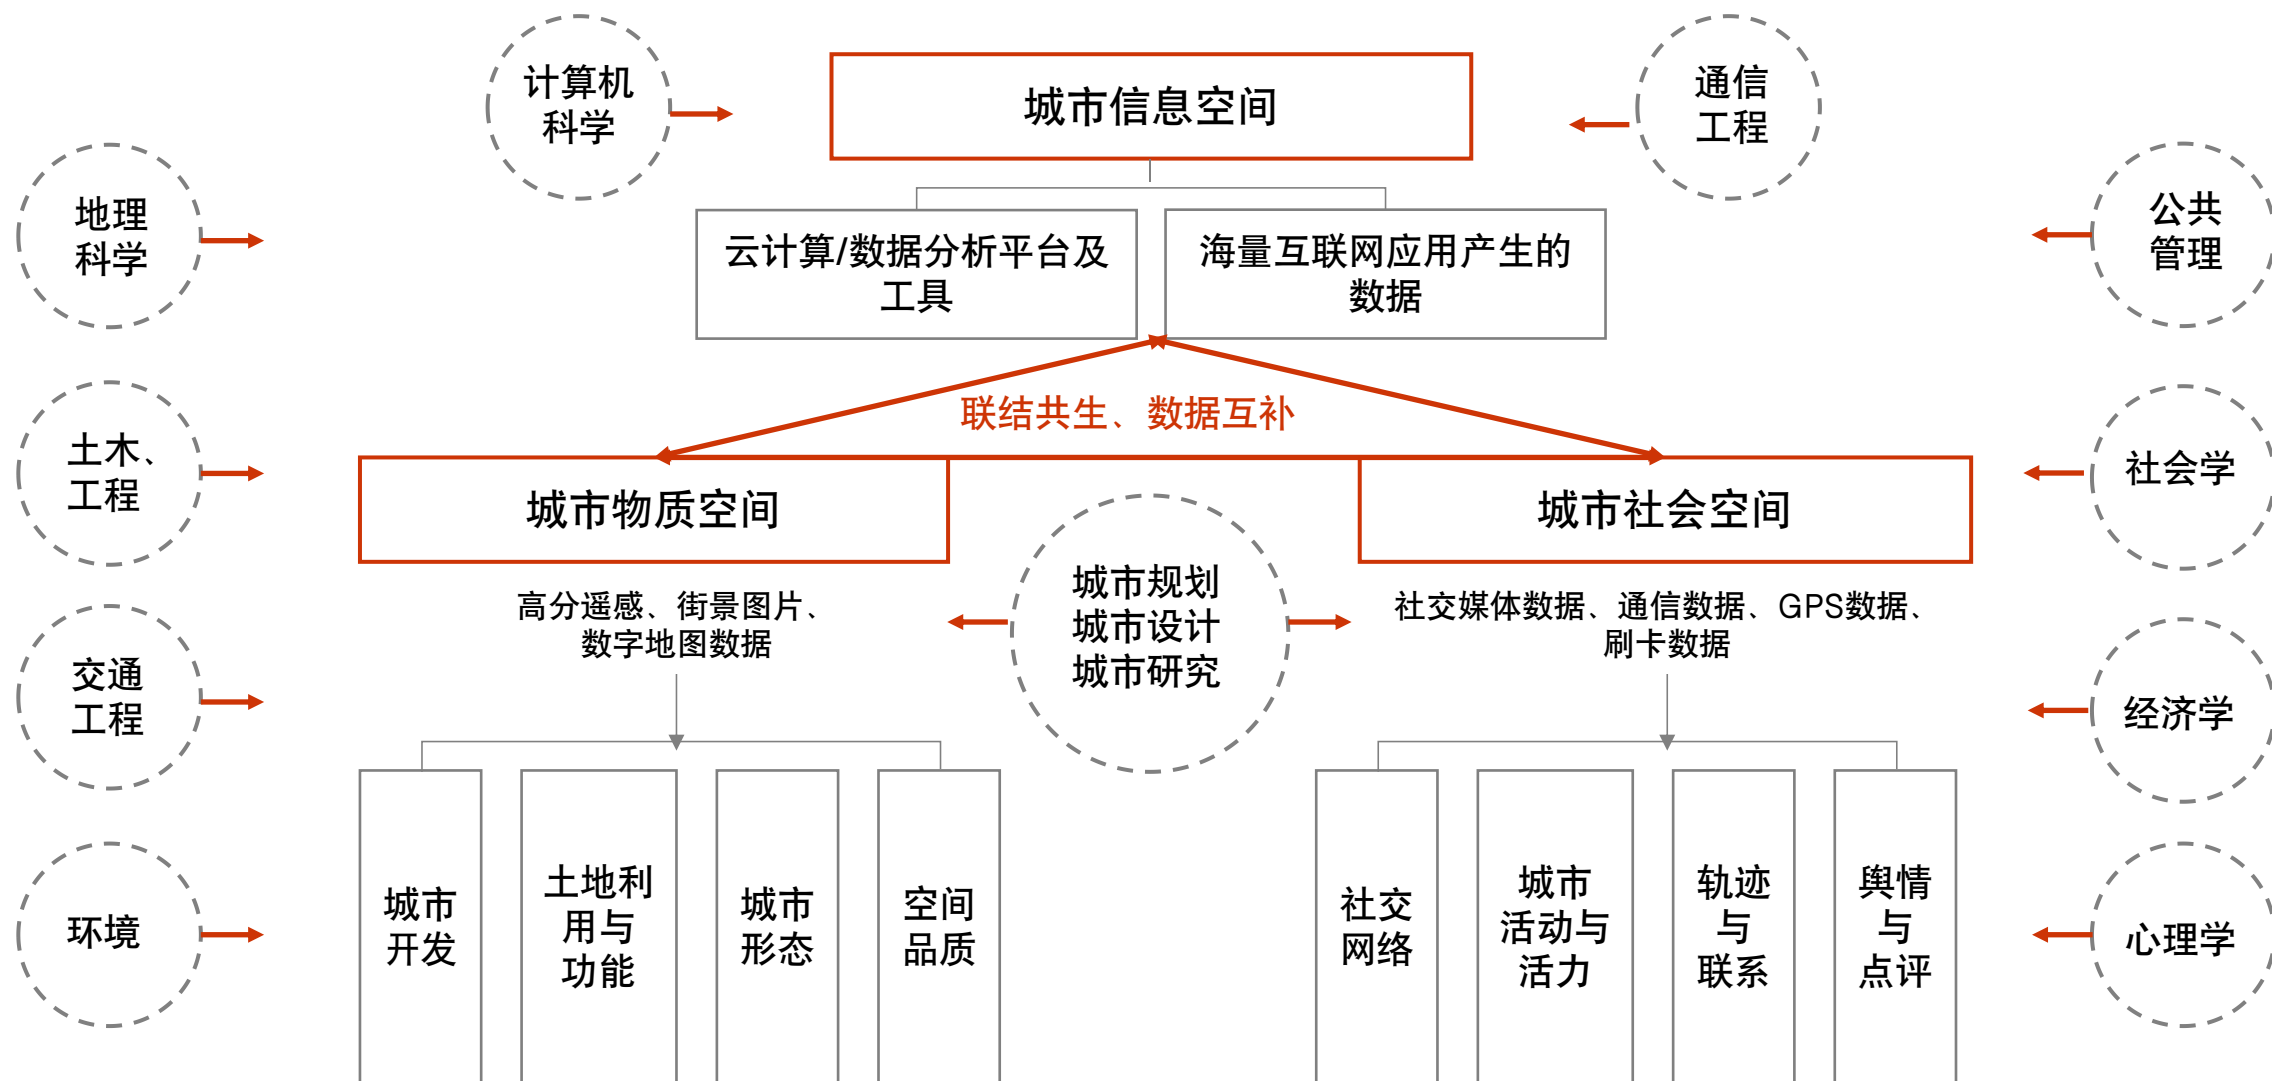 计算机
科学
城市信息空间
通信
工程
地理
科学
云计算/数据分析平台及
工具
海量互联网应用产生的
数据
公共
管理
联结共生、数据互补
土木、
工程
城市物质空间
城市社会空间
社会学
高分遥感、街景图片、
数字地图数据
城市规划
城市设计
城市研究
社交媒体数据、通信数据、GPS数据、
刷卡数据
交通
工程
经济学
环境
城市
开发
土地利
用与
功能
城市
形态
空间
品质
社交
网络
城市
活动与
活力
轨迹
与
联系
舆情
与
点评
心理学